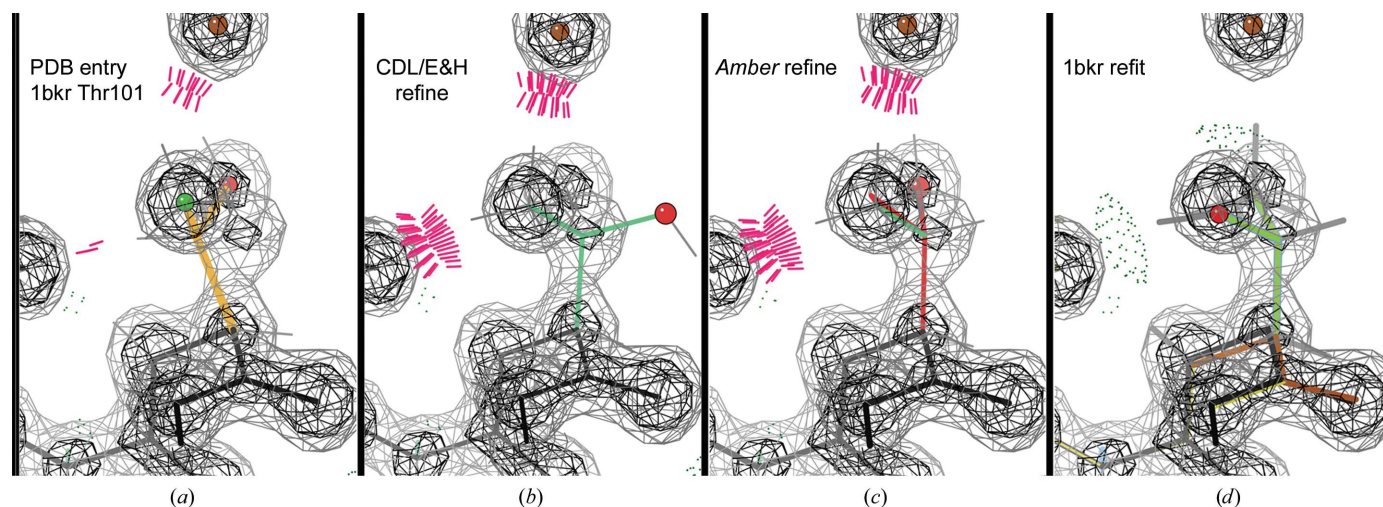 PDB entry
1bkr Thr101
CDL/E&H
refine
Amber refine
1bkr refit
(a)
(b)
(c)
(d)